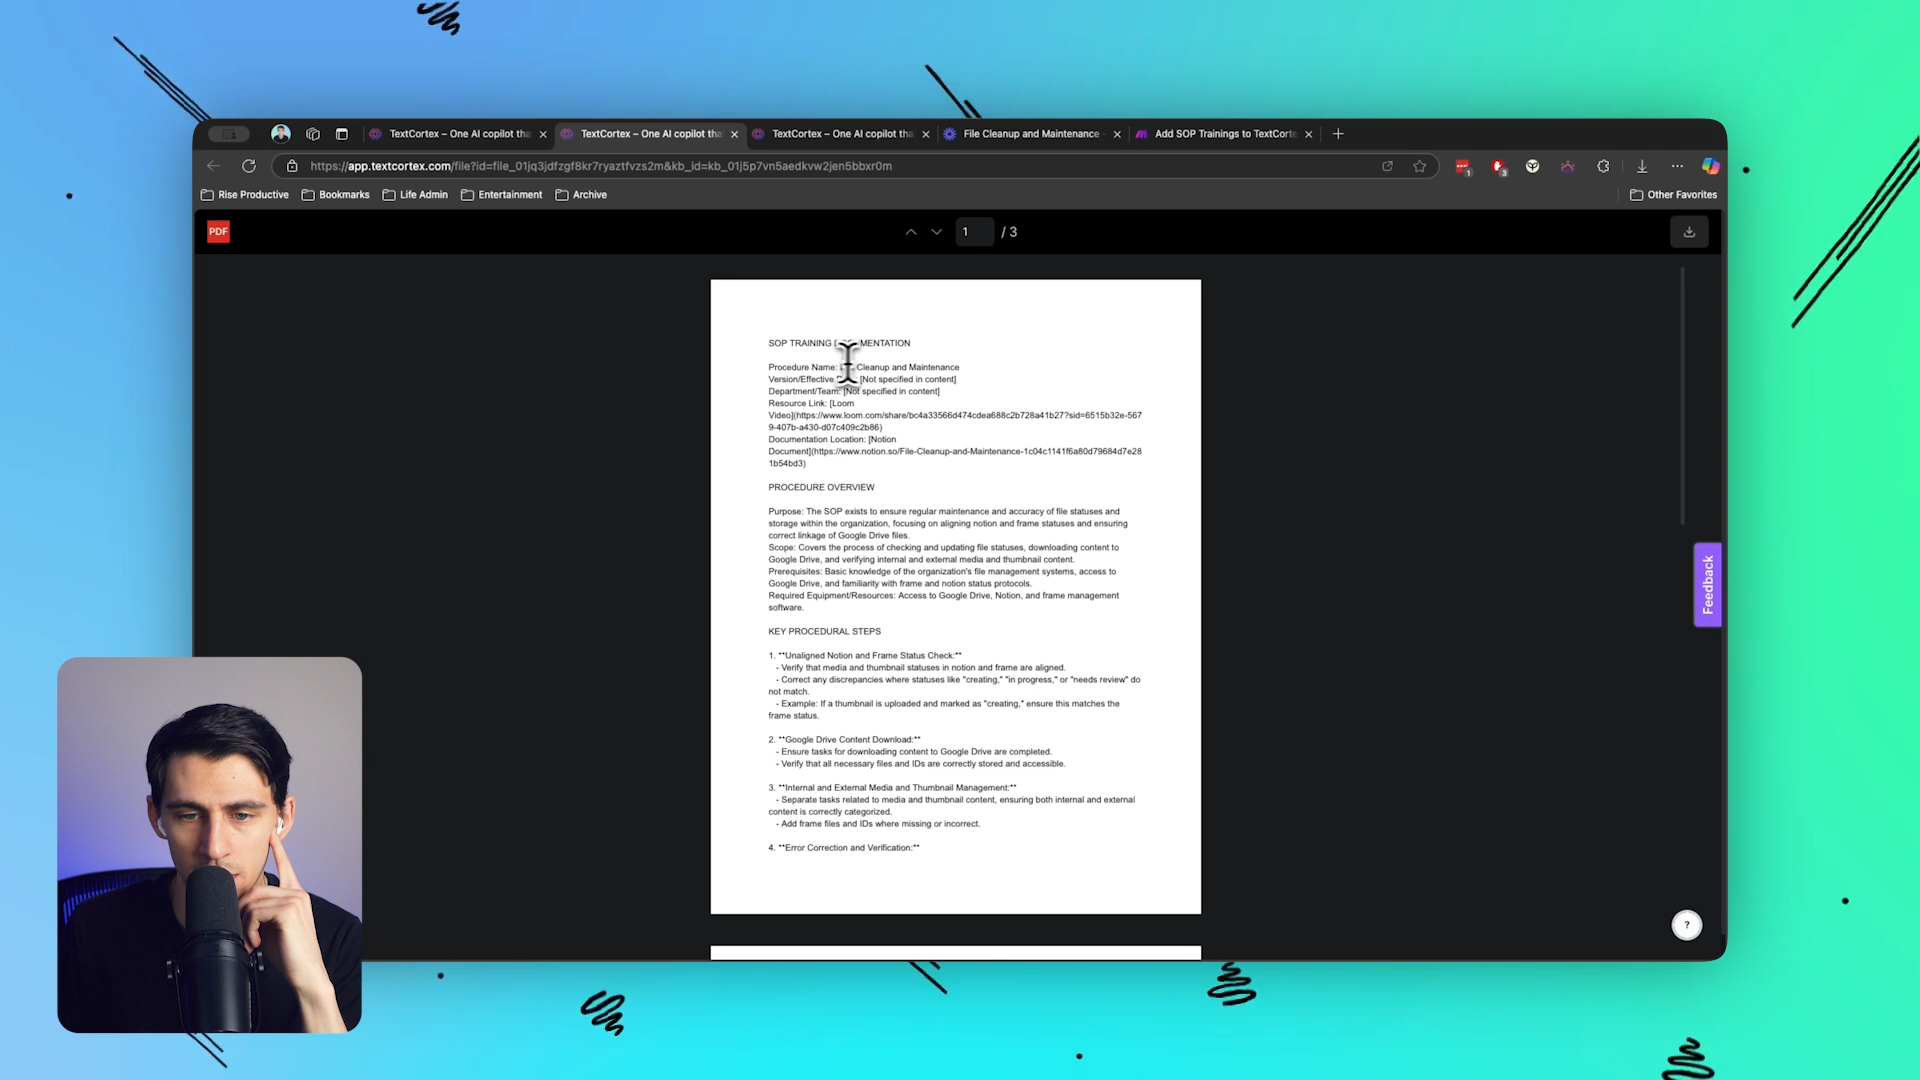 TextCortex – One AI copilot tha
TextCortex – One AI copilot tha
TextCortex – One AI copilot tha
File Cleanup and Maintenance
Add SOP Trainings to TextCorte
https://app.textcortex.com/file?id=file_01jq3jdfzgf8kr7ryaztfvzs2m&kb_id=kb_01j5p7vn5aedkvw2jen5bbxr0m
1
3
Rise Productive
Bookmarks
Life Admin
Entertainment
Archive
Other Favorites
PDF
1 / 3
SOP TRAINING MENTATION
Procedure Name: Cleanup and Maintenance
Version/Effective [Not specified in content]
Department/Team: [Not specified in content]
Resource Link: [Loom
Video](https://www.loom.com/share/bc4a33566d474cdea688c2b728a41b27?sid=6515b32e-567
9-407b-a430-d07c409c2b86)
Documentation Location: [Notion
Document](https://www.notion.so/File-Cleanup-and-Maintenance-1c04c1141f6a80d79684d7e28
1b54bd3)
PROCEDURE OVERVIEW
Purpose: The SOP exists to ensure regular maintenance and accuracy of file statuses and
storage within the organization, focusing on aligning notion and frame statuses and ensuring
correct linkage of Google Drive files.
Scope: Covers the process of checking and updating file statuses, downloading content to
Google Drive, and verifying internal and external media and thumbnail content.
Prerequisites: Basic knowledge of the organization's file management systems, access to
Google Drive, and familiarity with frame and notion status protocols.
Required Equipment/Resources: Access to Google Drive, Notion, and frame management
software.
KEY PROCEDURAL STEPS
1. **Unaligned Notion and Frame Status Check:**
- Verify that media and thumbnail statuses in notion and frame are aligned.
- Correct any discrepancies where statuses like "creating," "in progress," or "needs review" do
not match.
- Example: If a thumbnail is uploaded and marked as "creating," ensure this matches the
frame status.
2. **Google Drive Content Download:**
- Ensure tasks for downloading content to Google Drive are completed.
- Verify that all necessary files and IDs are correctly stored and accessible.
3. **Internal and External Media and Thumbnail Management:**
- Separate tasks related to media and thumbnail content, ensuring both internal and external
content is correctly categorized.
- Add frame files and IDs where missing or incorrect.
4. **Error Correction and Verification:**
Feedback
?